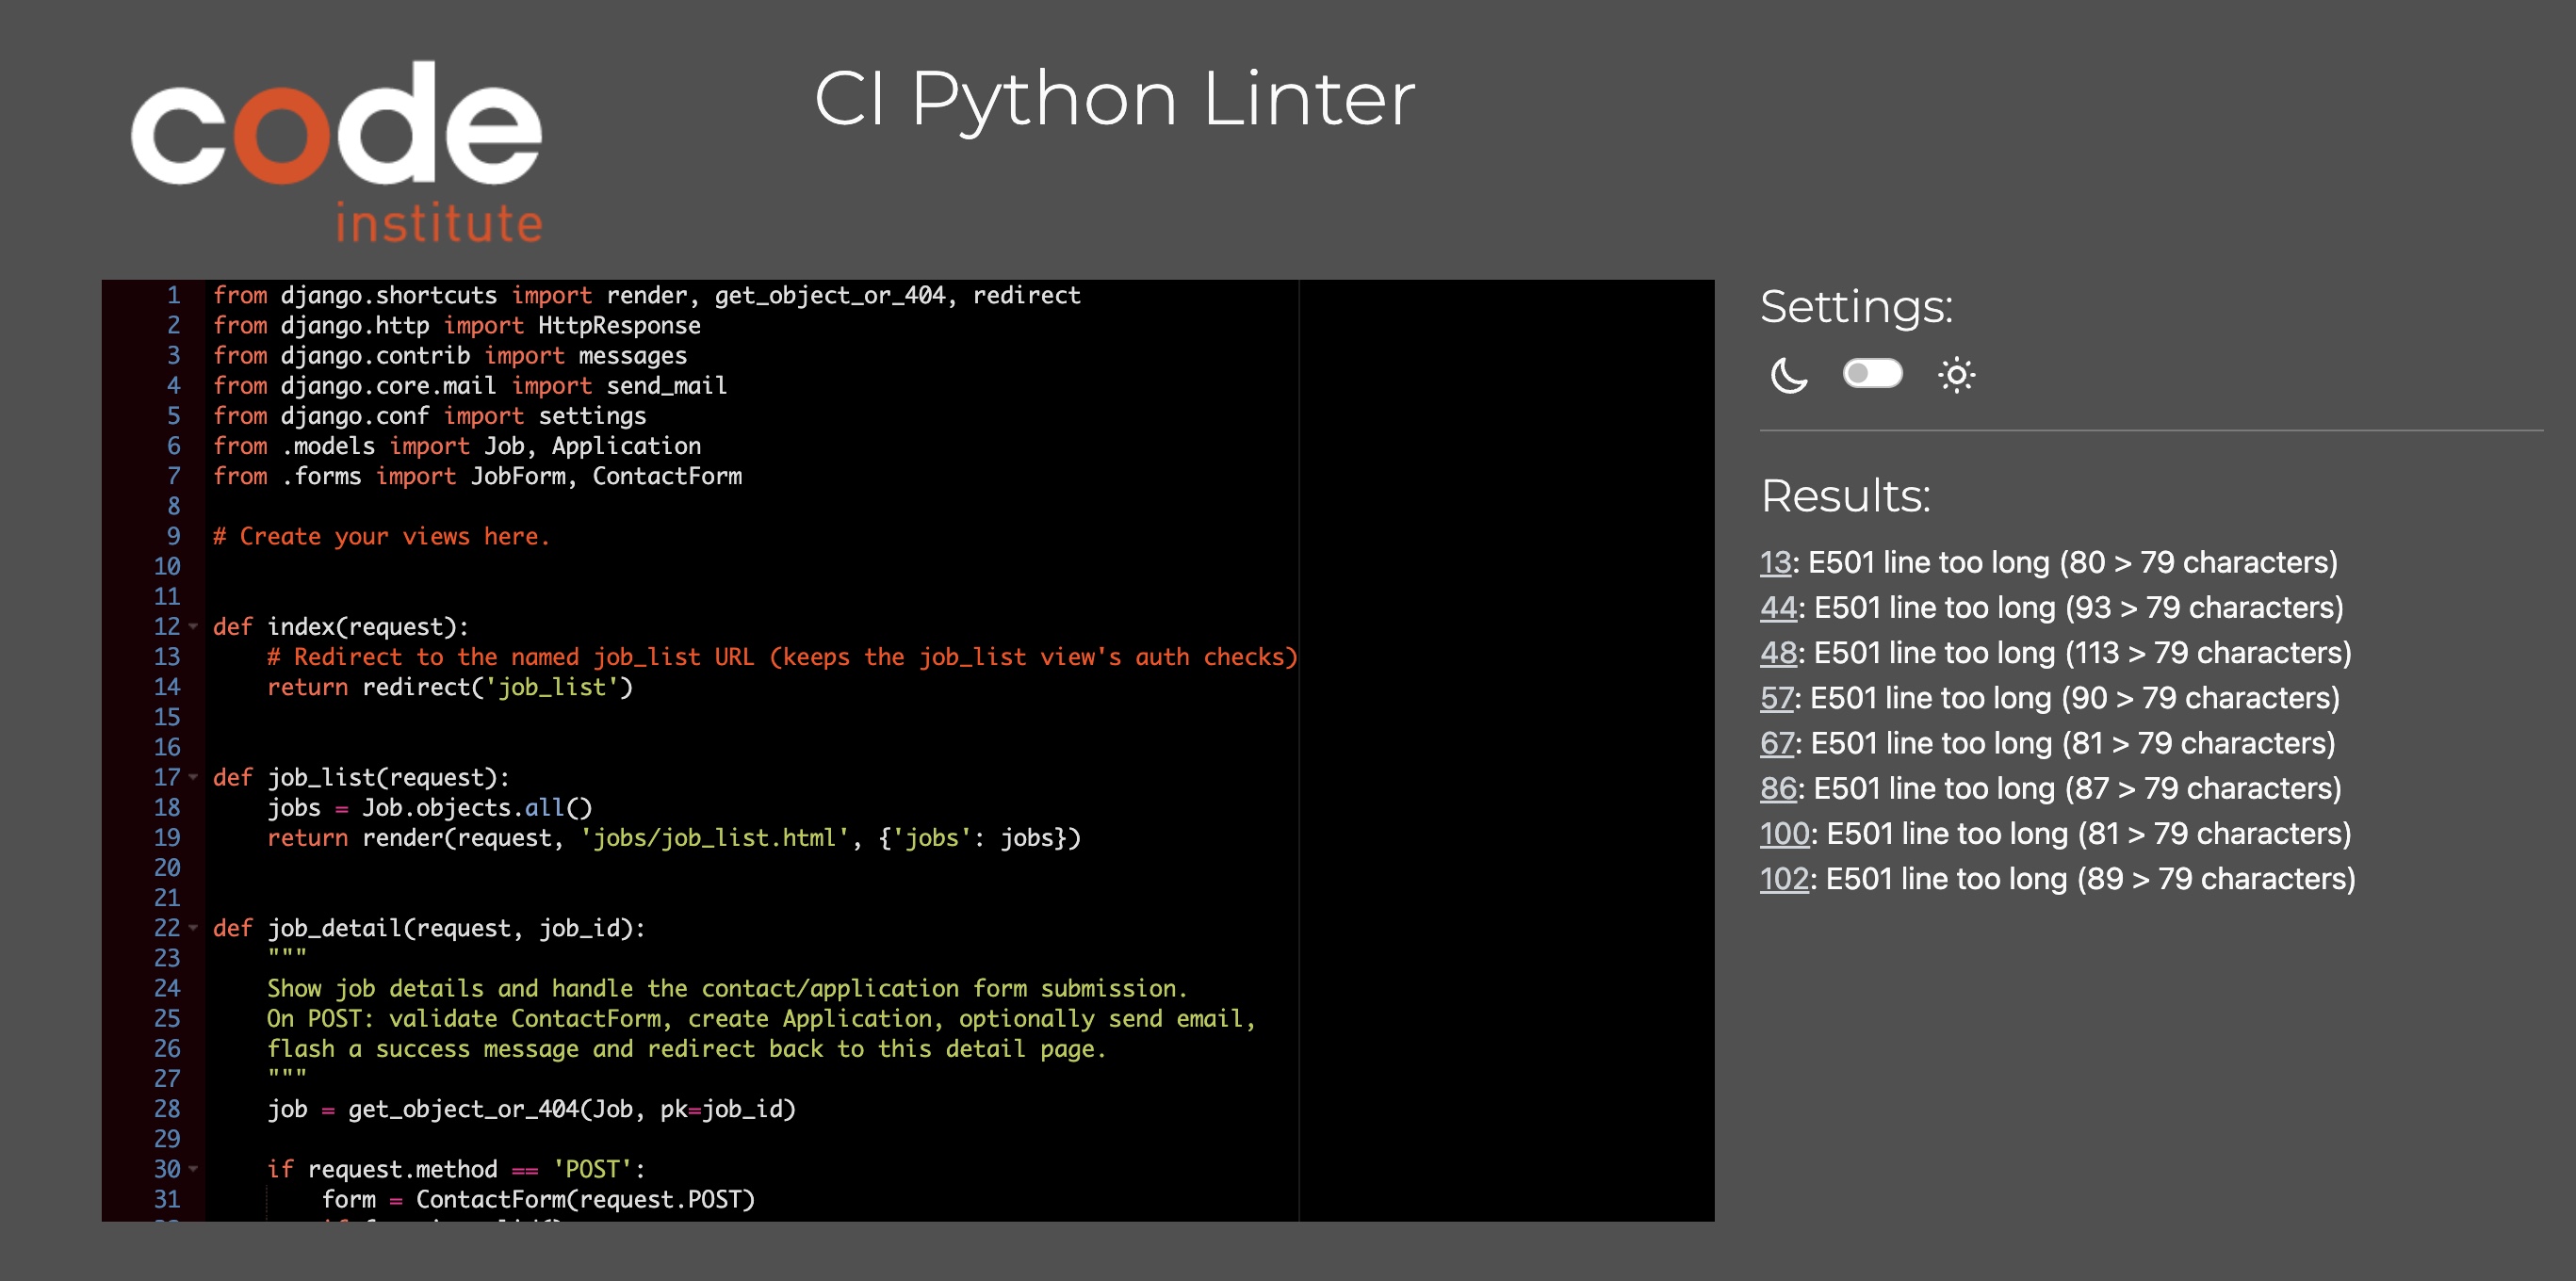 code
institute
CI Python Linter
1 from django.shortcuts import render, get_object_or_404, redirect
2 from django.http import HttpResponse
3 from django.contrib import messages
4 from django.core.mail import send_mail
5 from django.conf import settings
6 from .models import Job, Application
7 from .forms import JobForm, ContactForm
8
9 # Create your views here.
10
11
12 def index(request):
13     # Redirect to the named job_list URL (keeps the job_list view's auth checks)
14     return redirect('job_list')
15
16
17 def job_list(request):
18     jobs = Job.objects.all()
19     return render(request, 'jobs/job_list.html', {'jobs': jobs})
20
21
22 def job_detail(request, job_id):
23     """
24     Show job details and handle the contact/application form submission.
25     On POST: validate ContactForm, create Application, optionally send email,
26     flash a success message and redirect back to this detail page.
27     """
28     job = get_object_or_404(Job, pk=job_id)
29
30     if request.method == 'POST':
31         form = ContactForm(request.POST)
Settings:
Results:
13: E501 line too long (80 > 79 characters)
44: E501 line too long (93 > 79 characters)
48: E501 line too long (113 > 79 characters)
57: E501 line too long (90 > 79 characters)
67: E501 line too long (81 > 79 characters)
86: E501 line too long (87 > 79 characters)
100: E501 line too long (81 > 79 characters)
102: E501 line too long (89 > 79 characters)